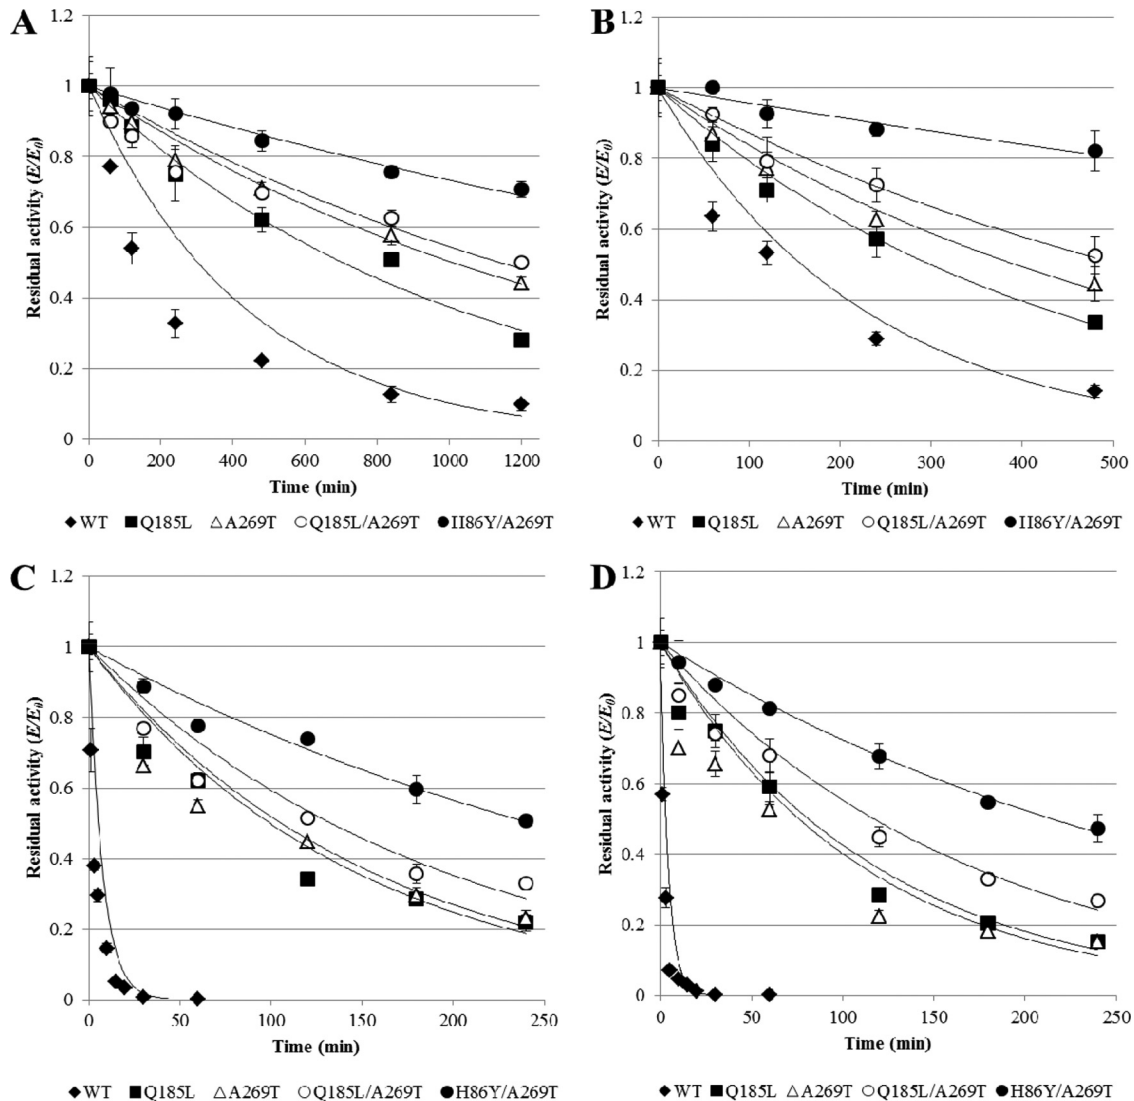 A
1.2
1
0.8
0.6
0.4
0.2
0
Residual activity (E/E0)
0 200 400 600 800 1000 1200
Time (min)
WT Q185L A269T Q185L/A269T II86Y/A269T
B
1.2
1
0.8
0.6
0.4
0.2
0
Residual activity (E/E0)
0 100 200 300 400 500
Time (min)
WT Q185L A269T Q185L/A269T II86Y/A269T
C
1.2
1
0.8
0.6
0.4
0.2
0
Residual activity (E/E0)
0 50 100 150 200 250
Time (min)
WT Q185L A269T Q185L/A269T H86Y/A269T
D
1.2
1
0.8
0.6
0.4
0.2
0
Residual activity (E/E0)
0 50 100 150 200 250
Time (min)
WT Q185L A269T Q185L/A269T H86Y/A269T